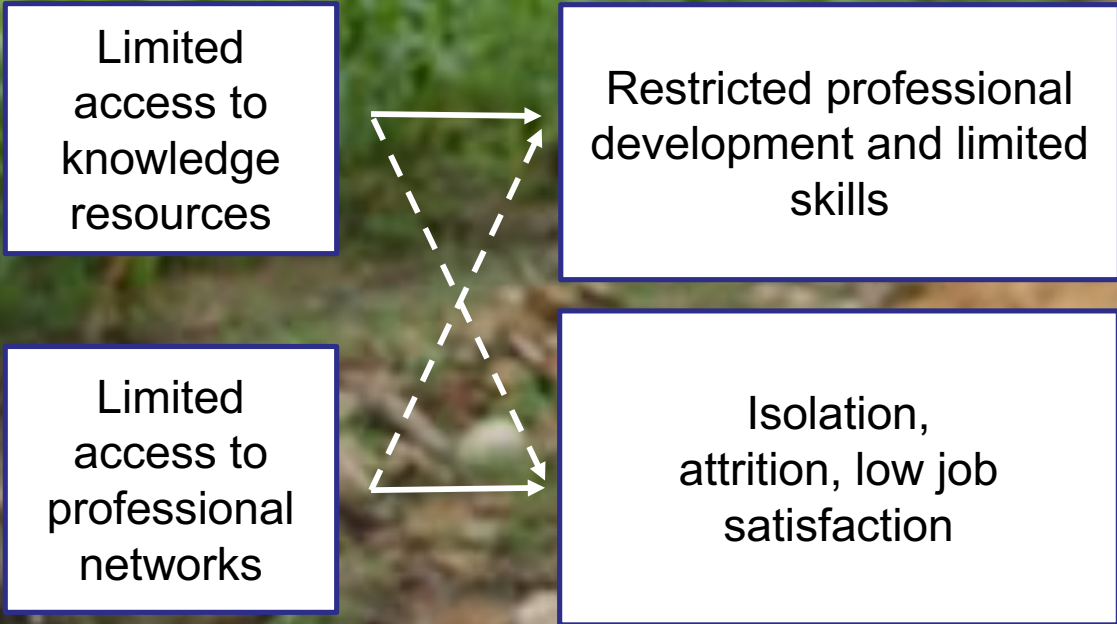 Limited
access to
knowledge
resources
Restricted professional
development and limited
skills
Limited
access to
professional
networks
Isolation,
attrition, low job
satisfaction